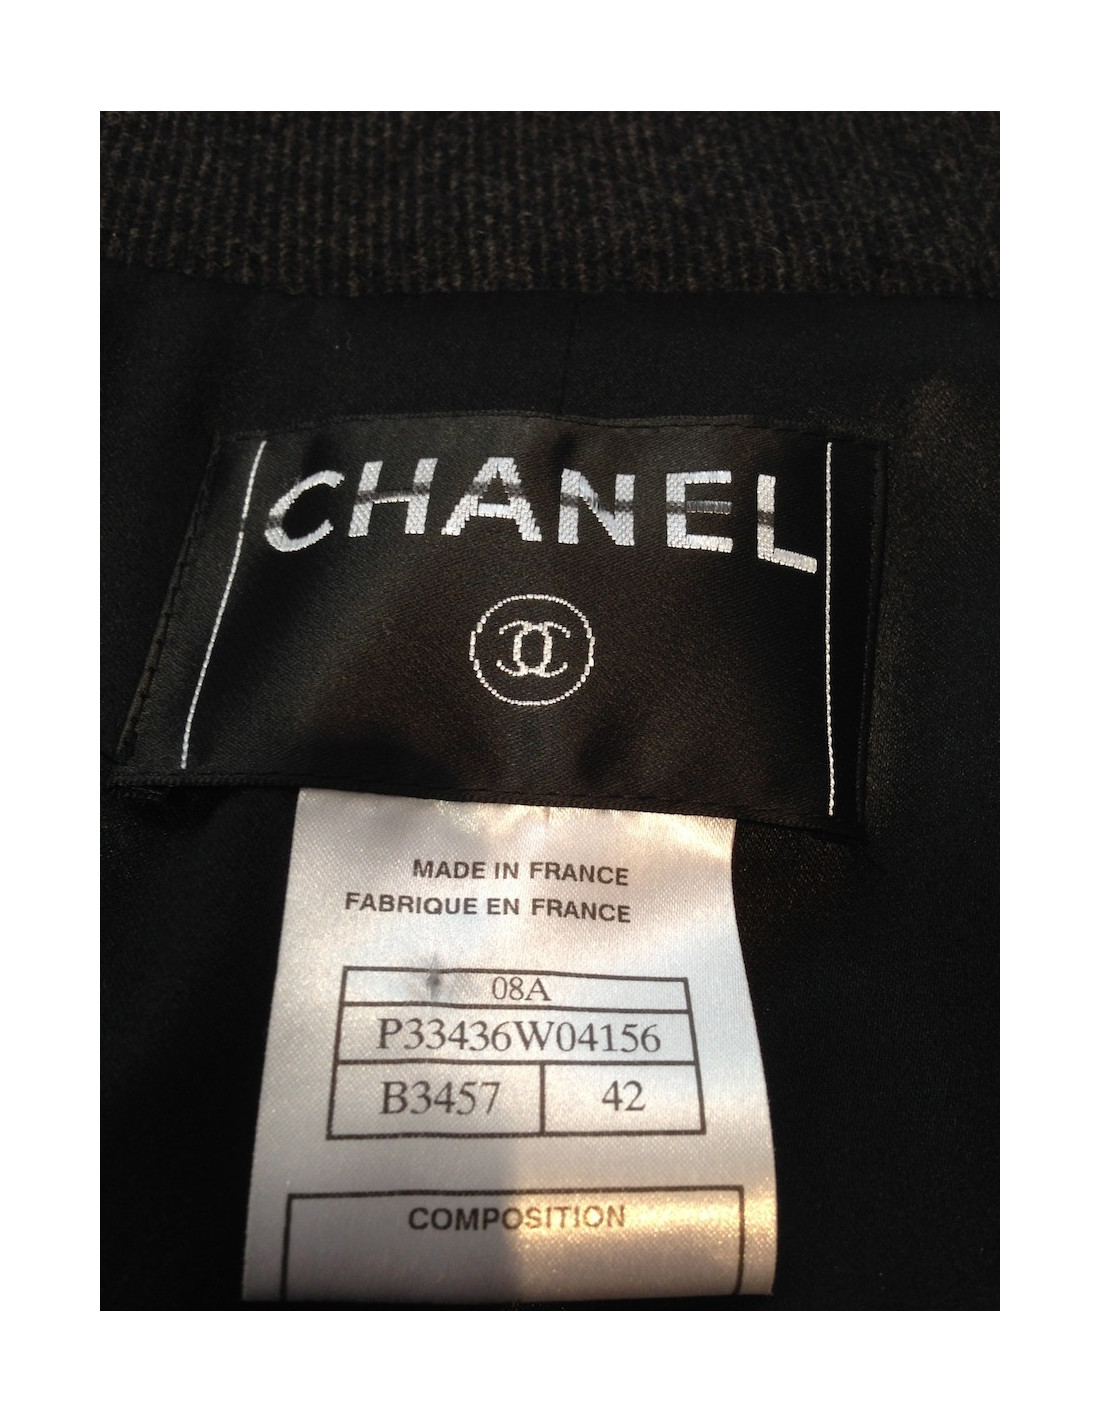 CHANEL
MADE IN FRANCE
FABRIQUE EN FRANCE
08A
P33436W04156
B3457 42
COMPOSITION